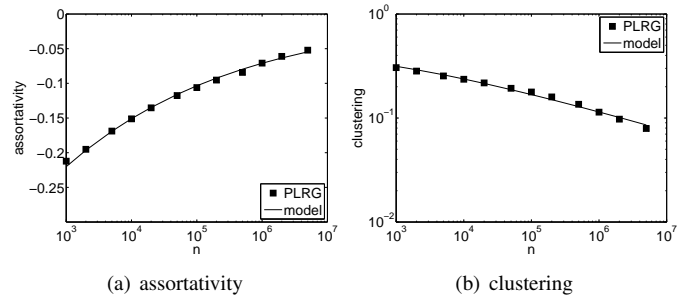 0
−0.05
−0.1
−0.15
−0.2
−0.25
assortativity
PLRG
model
10^3 10^4 10^5 10^6 10^7
n
(a) assortativity
10^0
10^−1
10^−2
clustering
PLRG
model
10^3 10^4 10^5 10^6 10^7
n
(b) clustering